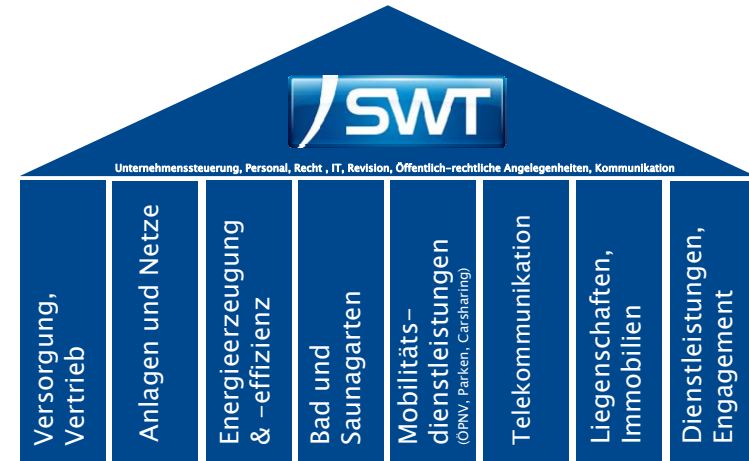 SWT
Unternehmenssteuerung, Personal, Recht , IT, Revision, Öffentlich-rechtliche Angelegenheiten, Kommunikation
Versorgung,
Vertrieb
Anlagen und Netze
Energieerzeugung
& -effizienz
Bad und
Saunagarten
Mobilitäts-
dienstleistungen
(ÖPNV, Parken, Carsharing)
Telekommunikation
Liegenschaften,
Immobilien
Dienstleistungen,
Engagement